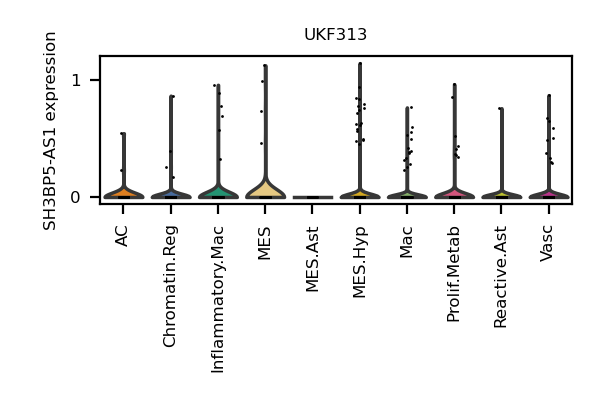 UKF313
SH3BP5-AS1 expression
1
0
AC
Chromatin.Reg
Inflammatory.Mac
MES
MES.Ast
MES.Hyp
Mac
Prolif.Metab
Reactive.Ast
Vasc